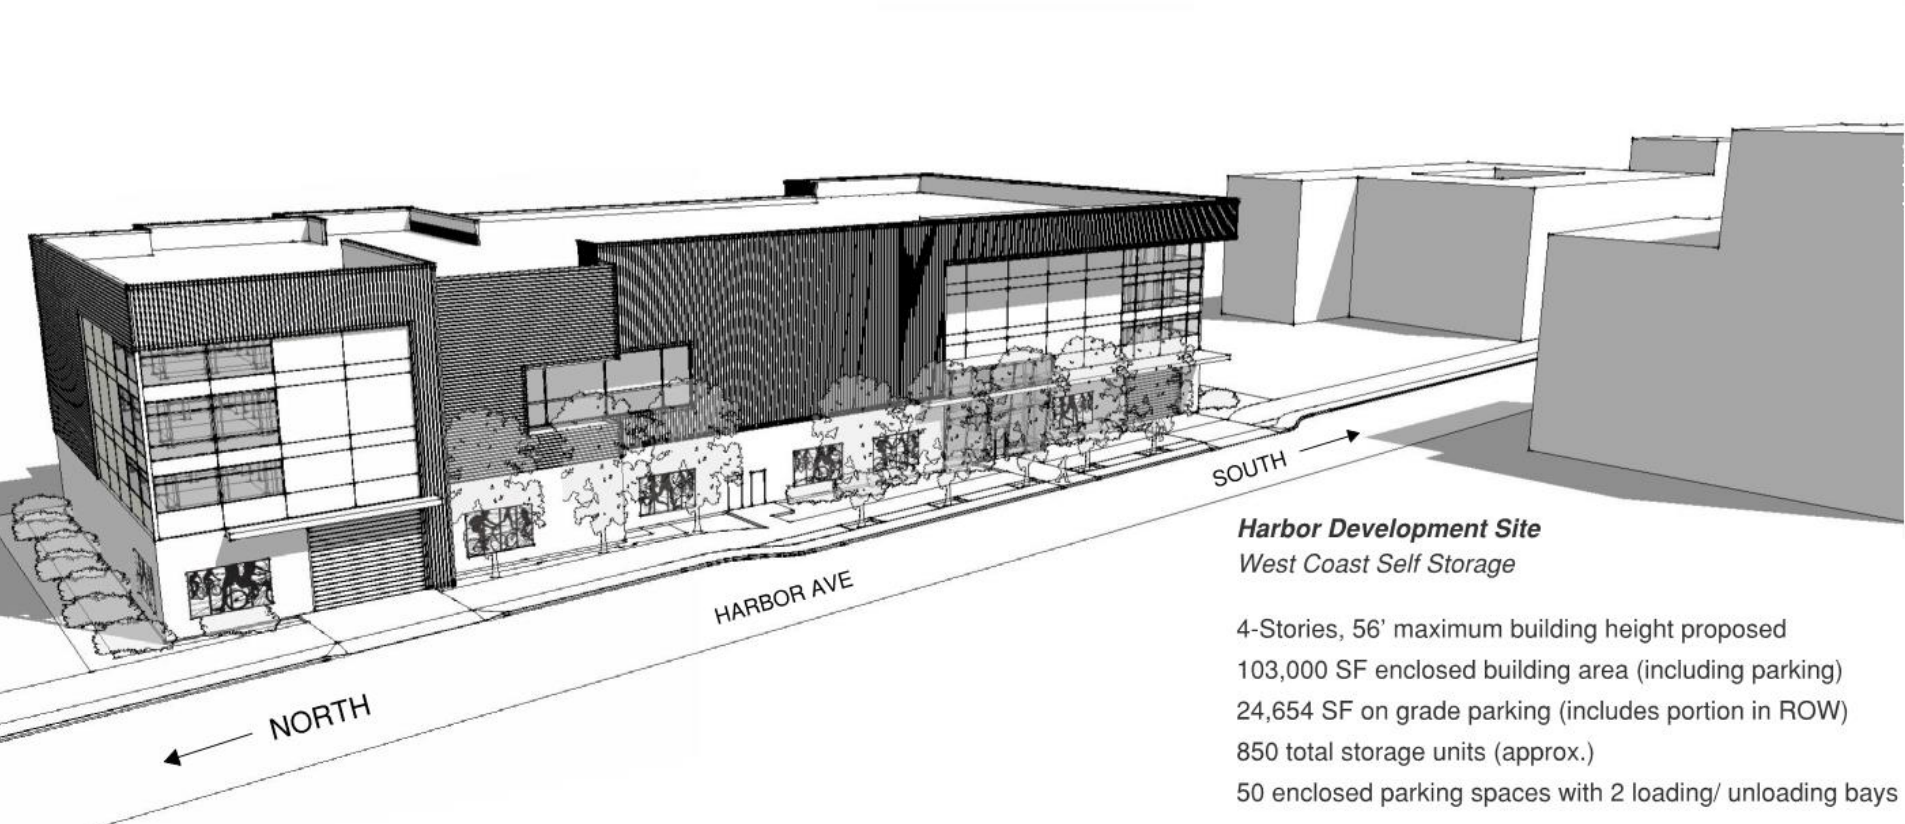 SOUTH
HARBOR AVE
NORTH
Harbor Development Site
West Coast Self Storage
4-Stories, 56’ maximum building height proposed
103,000 SF enclosed building area (including parking)
24,654 SF on grade parking (includes portion in ROW)
850 total storage units (approx.)
50 enclosed parking spaces with 2 loading/ unloading bays